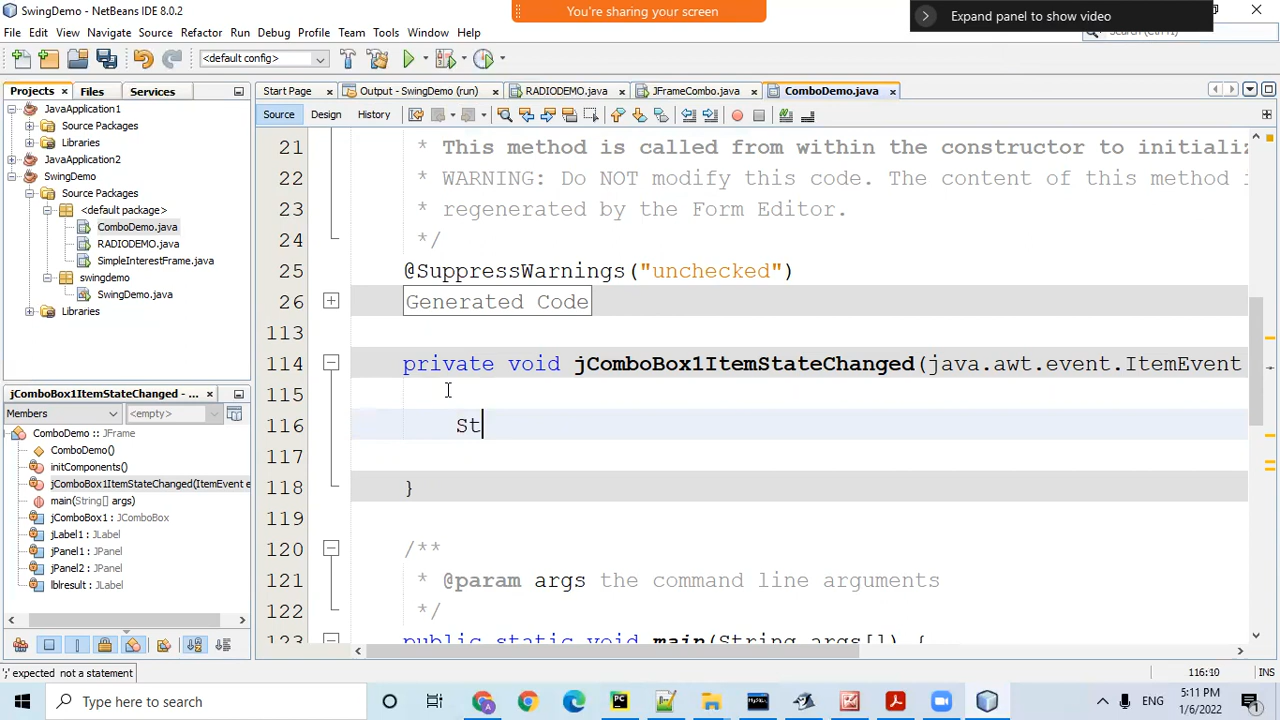 SwingDemo - NetBeans IDE 8.0.2
You're sharing your screen
Expand panel to show video
File Edit View Navigate Source Refactor Run Debug Profile Team Tools Window Help
<default config>
Projects Files Services
Start Page Output - SwingDemo (run) RADIODEMO.java JFrameCombo.java ComboDemo.java
Source Design History
JavaApplication1
Source Packages
Libraries
JavaApplication2
SwingDemo
Source Packages
<default package>
ComboDemo.java
RADIODEMO.java
SimpleInterestFrame.java
swingdemo
SwingDemo.java
Libraries
jComboBox1ItemStateChanged - ...
Members <empty>
ComboDemo :: JFrame
ComboDemo()
initComponents()
jComboBox1ItemStateChanged(ItemEvent e
main(String[] args)
jComboBox1 : JComboBox
jLabel1 : JLabel
jPanel1 : JPanel
jPanel2 : JPanel
lblresult : JLabel
21 * This method is called from within the constructor to initializ
22 * WARNING: Do NOT modify this code. The content of this method i
23 * regenerated by the Form Editor.
24 */
25 @SuppressWarnings("unchecked")
26 Generated Code
113
114 private void jComboBox1ItemStateChanged(java.awt.event.ItemEvent
115
116 St
117
118 }
119
120 /**
121 * @param args the command line arguments
122 */
123 public static void main(String args[]) {
';' expected not a statement
116:10 INS
Type here to search
ENG
5:11 PM
1/6/2022